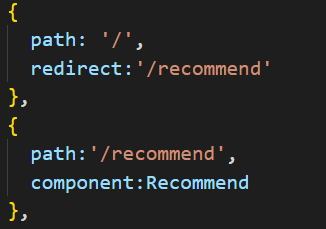 {
  path: '/',
  redirect:'/recommend'
},
{
  path:'/recommend',
  component:Recommend
},